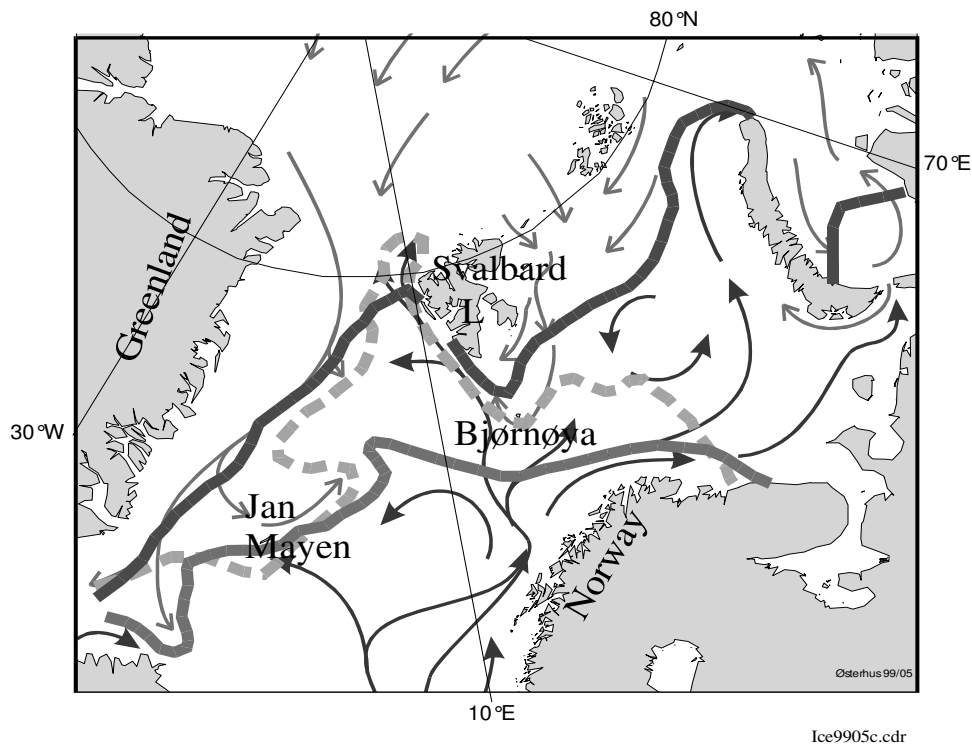 80°N
70°E
Greenland
Svalbard
L
30°W
Bjørnøya
Jan
Mayen
Norway
Østerhus 99/05
10°E
Ice9905c.cdr